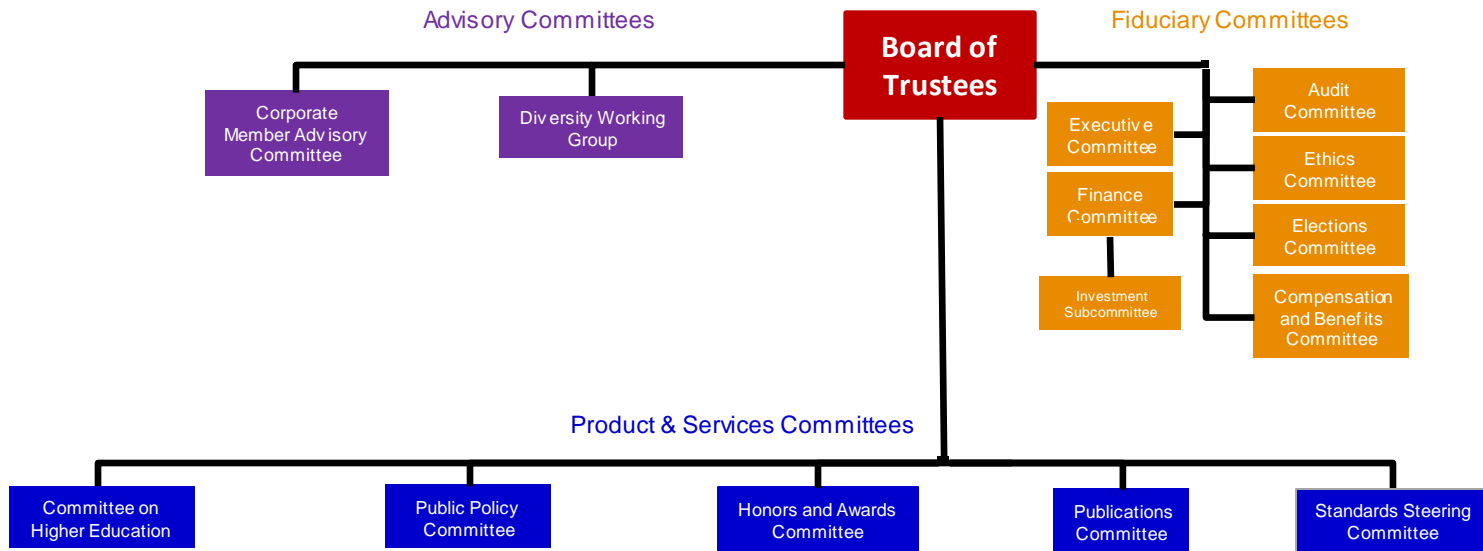 Advisory Committees
Fiduciary Committees
Board of
Trustees
Corporate
Member Advisory
Committee
Diversity Working
Group
Executive
Committee
Finance
Committee
Investment
Subcommittee
Audit
Committee
Ethics
Committee
Elections
Committee
Compensation
and Benefits
Committee
Product & Services Committees
Committee on
Higher Education
Public Policy
Committee
Honors and Awards
Committee
Publications
Committee
Standards Steering
Committee